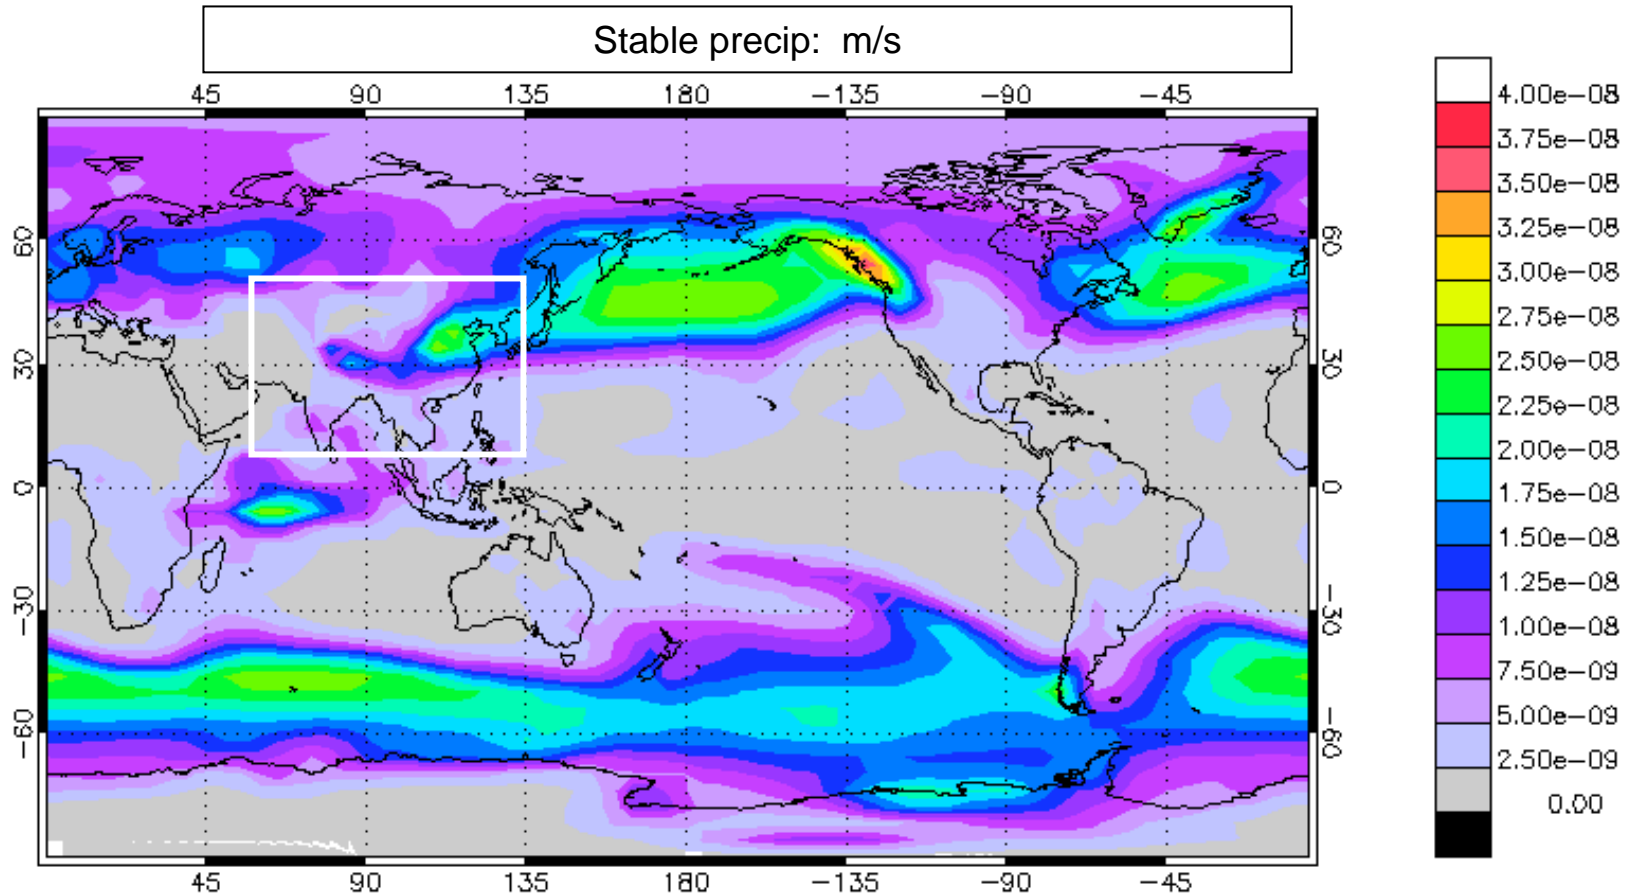 Stable precip: m/s
45 90 135 180 −135 −90 −45
60 60
30 30
0 0
−30 −30
−60 −60
45 90 135 180 −135 −90 −45
4.00e−08
3.75e−08
3.50e−08
3.25e−08
3.00e−08
2.75e−08
2.50e−08
2.25e−08
2.00e−08
1.75e−08
1.50e−08
1.25e−08
1.00e−08
7.50e−09
5.00e−09
2.50e−09
0.00